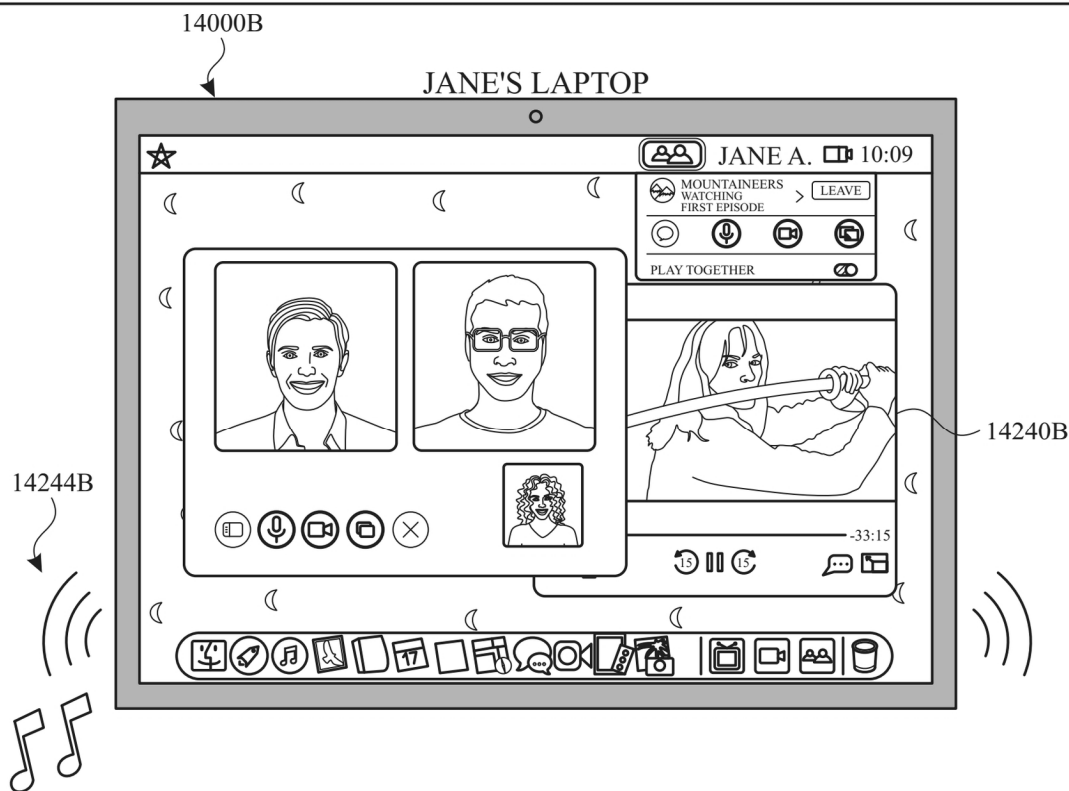 14000B
JANE'S LAPTOP
JANE A. 10:09
MOUNTAINEERS
WATCHING
FIRST EPISODE
> LEAVE
PLAY TOGETHER
14240B
14244B
-33:15
15 15
17